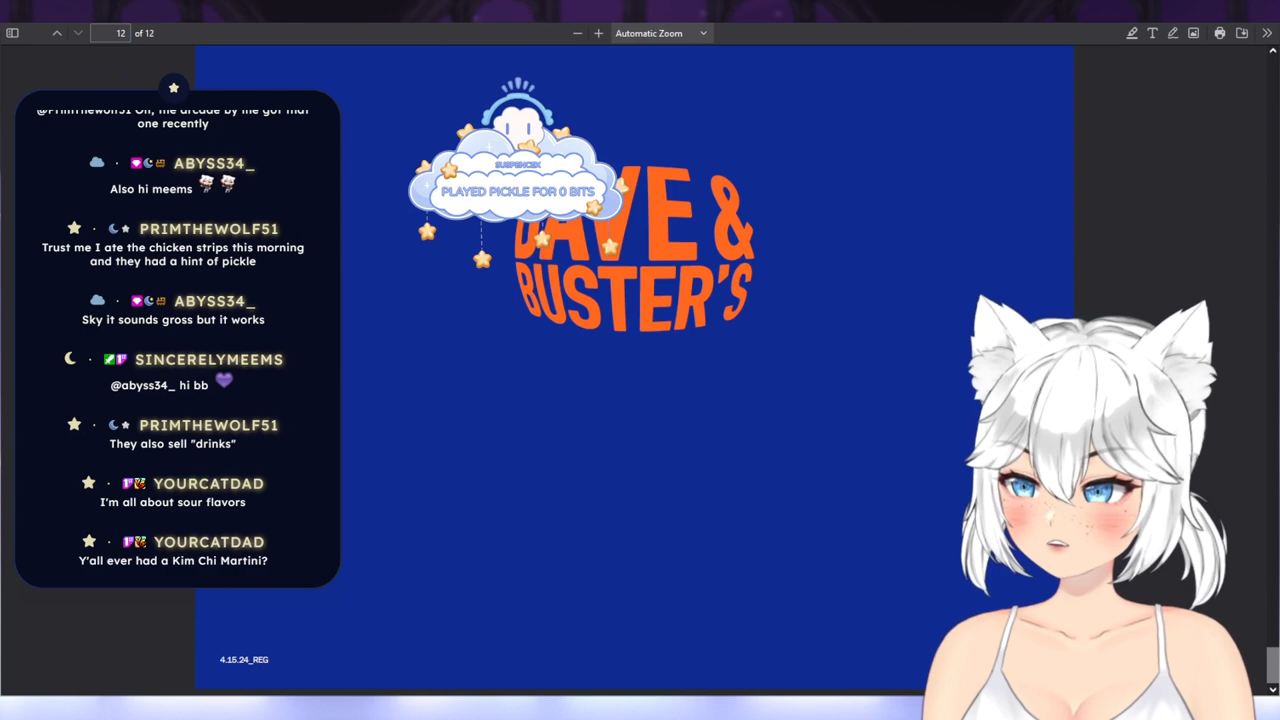 12 of 12
Automatic Zoom
@PrimTheWolf51 Oh, the arcade by me got that
one recently
ABYSS34_
Also hi meems
PRIMTHEWOLF51
Trust me I ate the chicken strips this morning
and they had a hint of pickle
ABYSS34_
Sky it sounds gross but it works
SINCERELYMEEMS
@abyss34_ hi bb
PRIMTHEWOLF51
They also sell "drinks"
YOURCATDAD
I'm all about sour flavors
YOURCATDAD
Y'all ever had a Kim Chi Martini?
PLAYED PICKLE FOR 0 BITS
DAVE &
BUSTER'S
4.15.24_REG